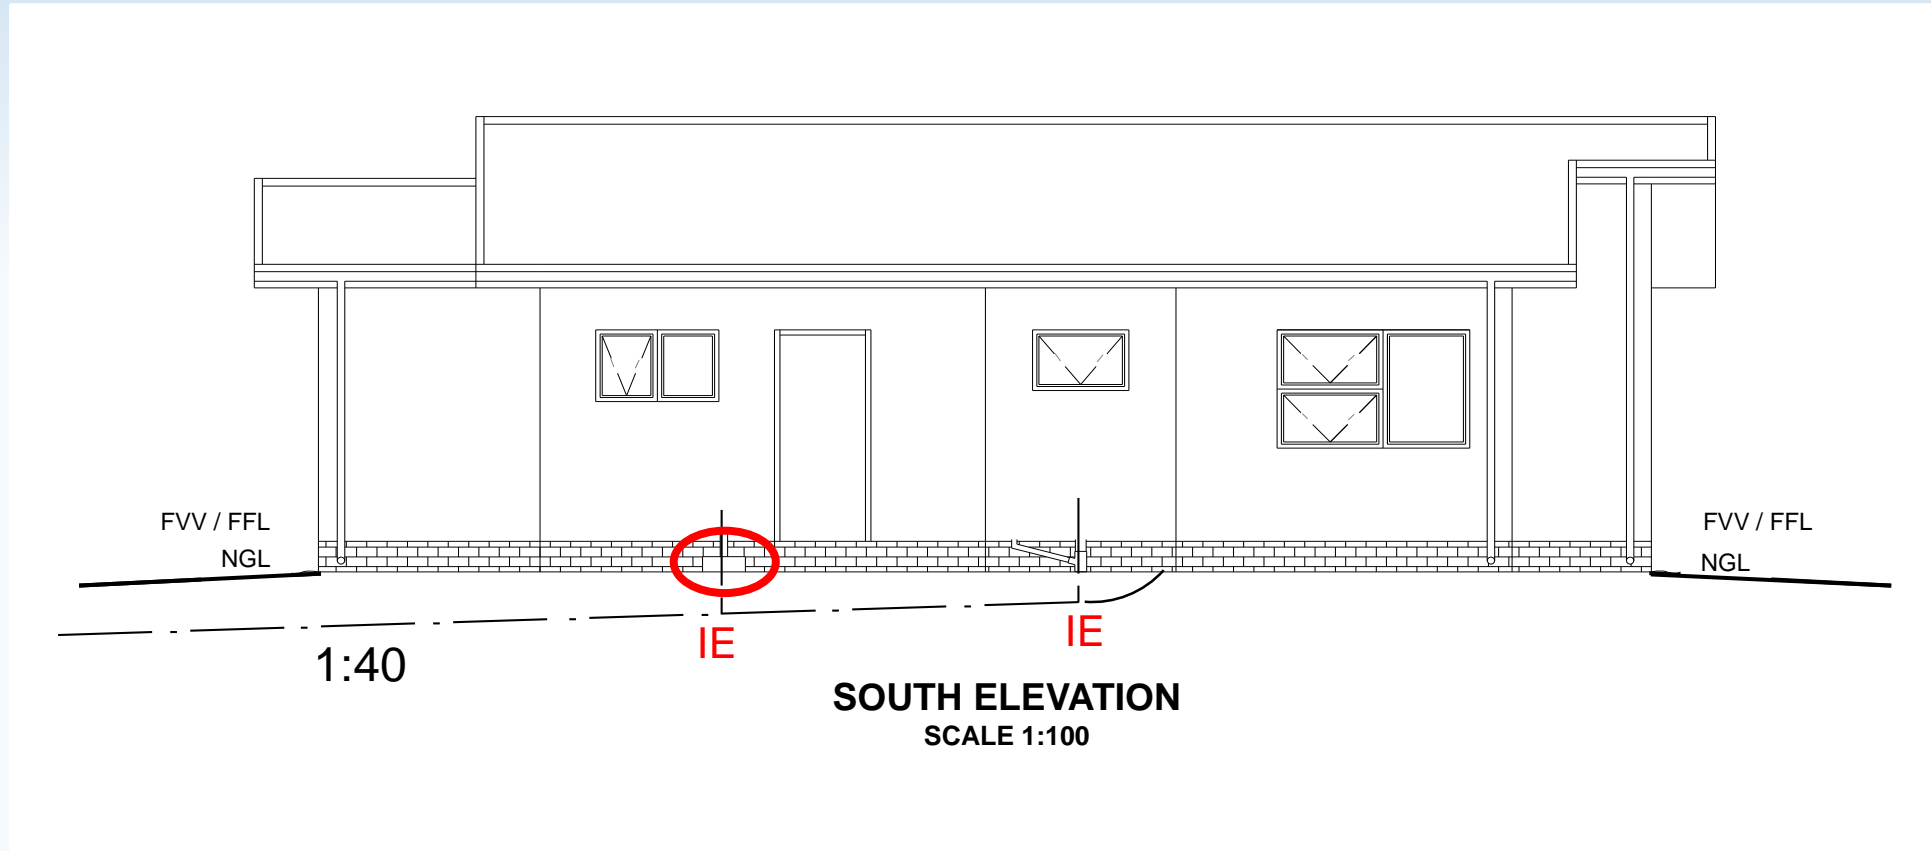 FVV / FFL
NGL
FVV / FFL
NGL
IE
IE
1:40
SOUTH ELEVATION
SCALE 1:100